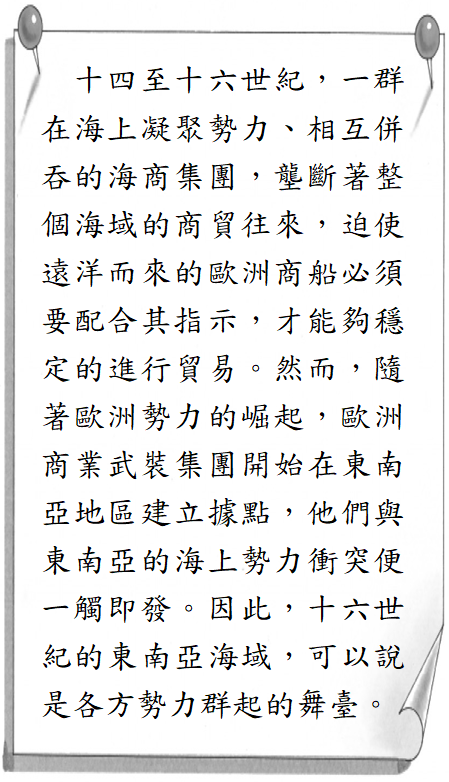 十四至十六世紀，一群
在海上凝聚勢力、相互併
吞的海商集團，壟斷著整
個海域的商貿往來，迫使
遠洋而來的歐洲商船必須
要配合其指示，才能夠穩
定的進行貿易。然而，隨
著歐洲勢力的崛起，歐洲
商業武裝集團開始在東南
亞地區建立據點，他們與
東南亞的海上勢力衝突便
一觸即發。因此，十六世
紀的東南亞海域，可以說
是各方勢力群起的舞臺。